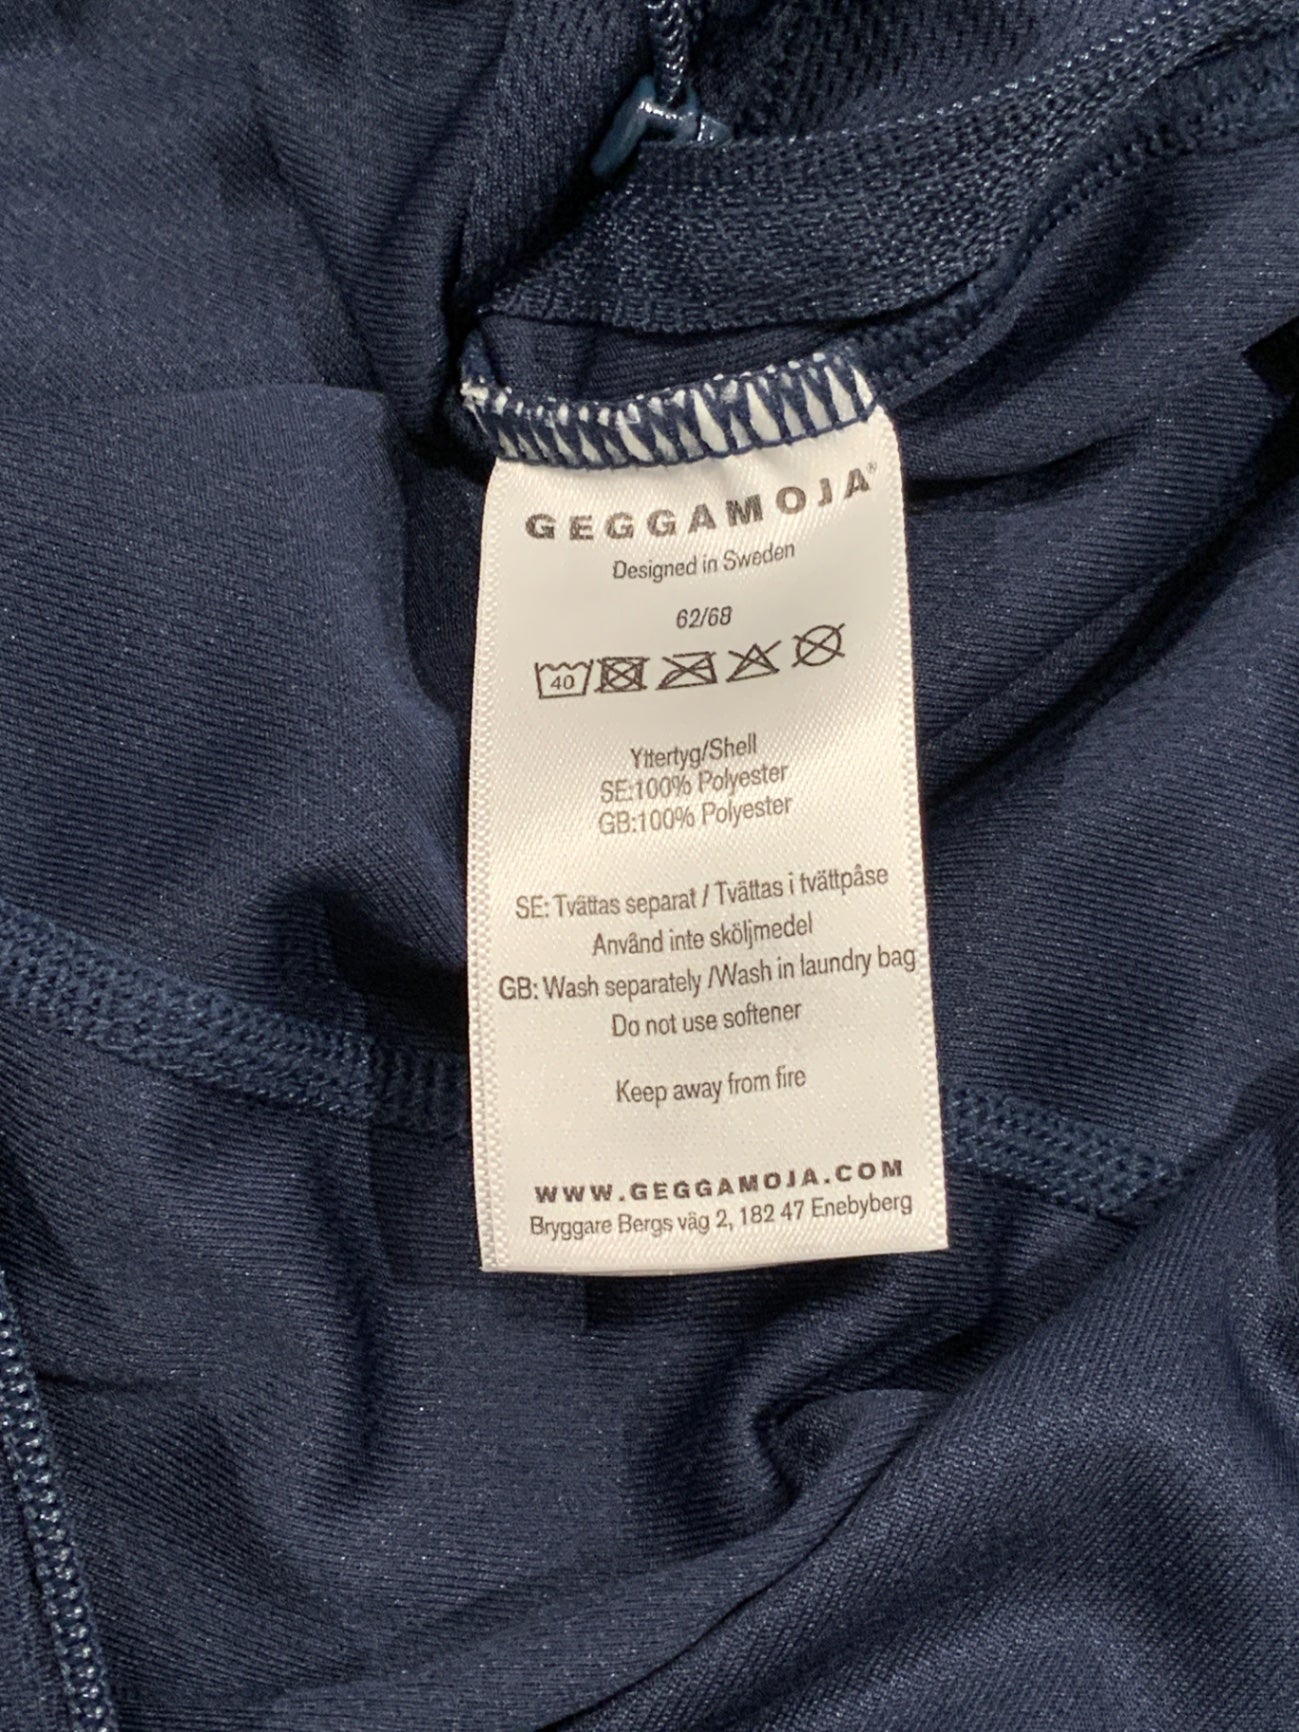 GEGGAMOJA®
Designed in Sweden
62/68
40
Yttertyg/Shell
SE:100% Polyester
GB:100% Polyester
SE: Tvättas separat / Tvättas i tvättpåse
Använd inte sköljmedel
GB: Wash separately /Wash in laundry bag
Do not use softener
Keep away from fire
WWW.GEGGAMOJA.COM
Bryggare Bergs väg 2, 182 47 Enebyberg